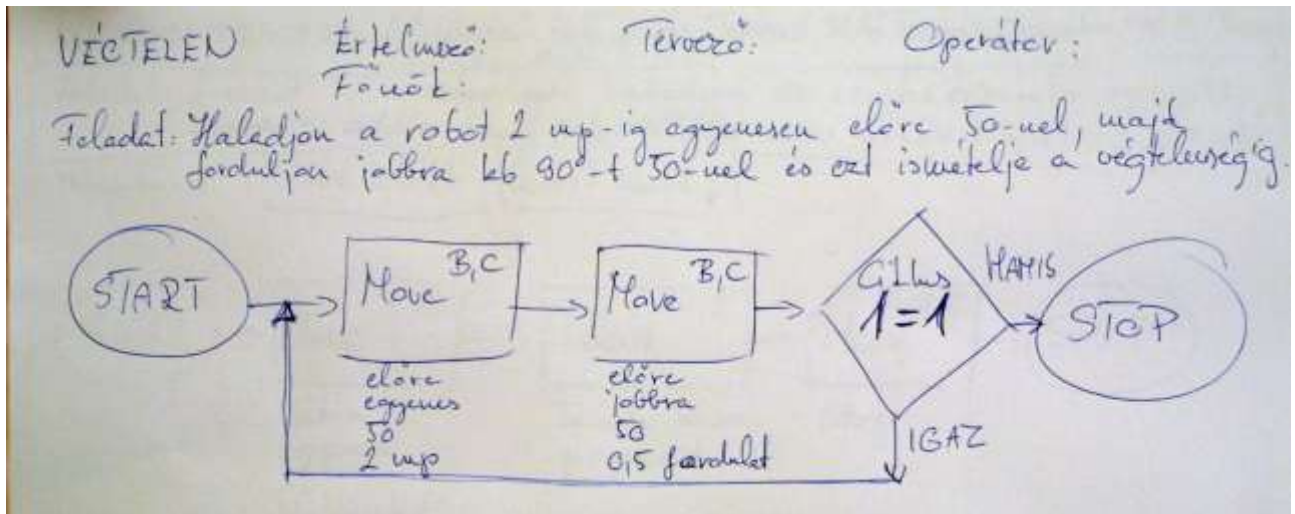 VÉGTELEN Értelmező: Tervező: Operátor:
Főnök:
Feladat: Haladjon a robot 2 mp-ig egyenesen előre 50-nel, majd
forduljon jobbra kb 90°-t 50-nel és ezt ismételje a végtelenségig.
START
Move B,C
előre
egyenes
50
2 mp
Move B,C
előre
jobbra
50
0,5 fordulat
Ciklus
1=1
HAMIS
IGAZ
STOP